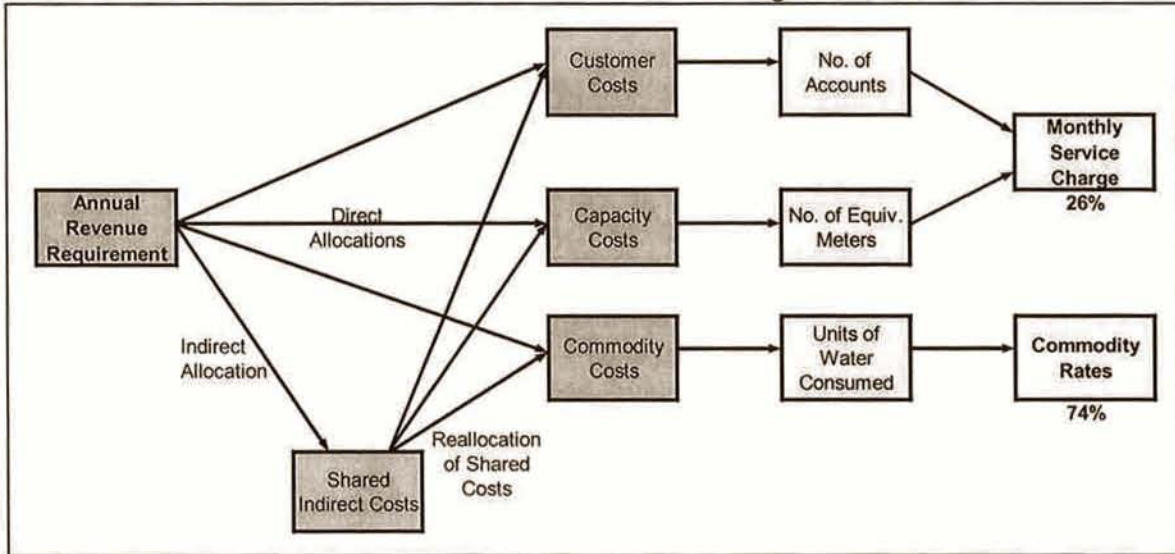 Customer
Costs
No. of
Accounts
Monthly
Service
Charge
26%
Annual
Revenue
Requirement
Direct
Allocations
Capacity
Costs
No. of Equiv.
Meters
Indirect
Allocation
Commodity
Costs
Units of
Water
Consumed
Commodity
Rates
74%
Reallocation
of Shared
Costs
Shared
Indirect Costs